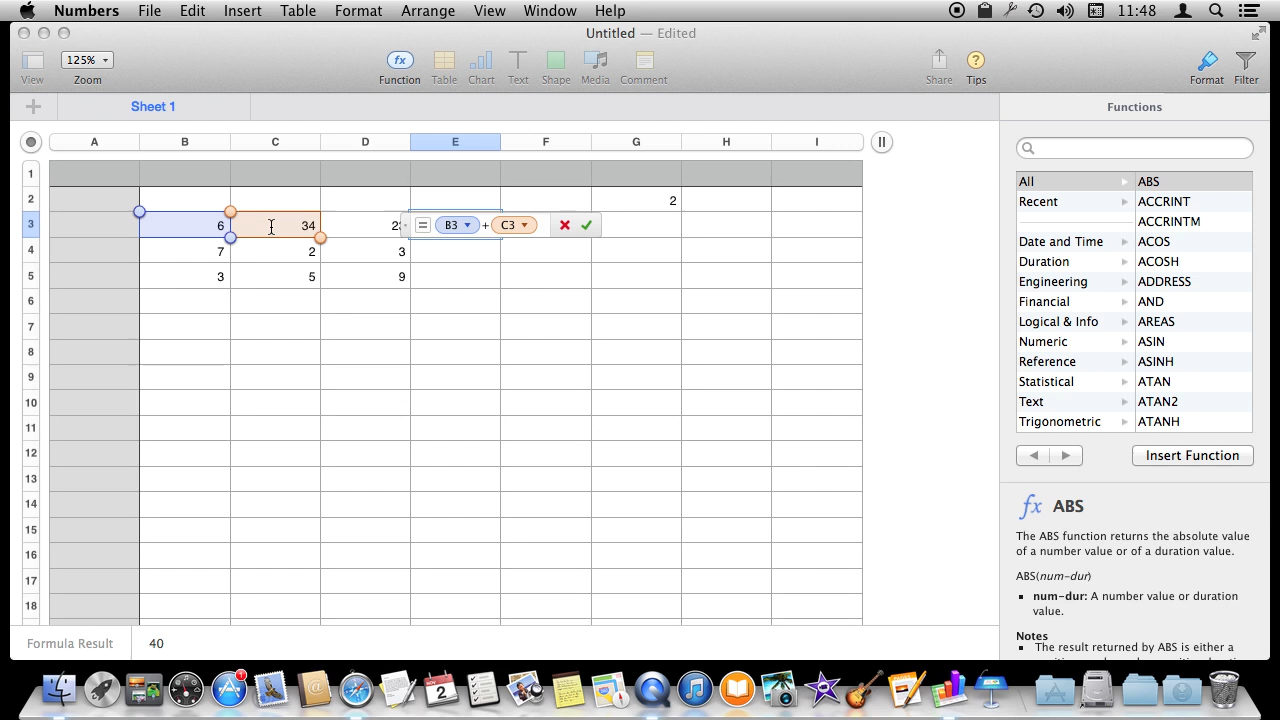 Numbers File Edit Insert Table Format Arrange View Window Help 11:48
Untitled — Edited
125%
View Zoom Function Table Chart Text Shape Media Comment Share Tips Format Filter
Sheet 1
Functions
A B C D E F G H I
1
2 2
3 6 34 = B3 + C3
4 7 2 3
5 3 5 9
6
7
8
9
10
11
12
13
14
15
16
17
18
All
Recent
Date and Time
Duration
Engineering
Financial
Logical & Info
Numeric
Reference
Statistical
Text
Trigonometric
ABS
ACCRINT
ACCRINTM
ACOS
ACOSH
ADDRESS
AND
AREAS
ASIN
ASINH
ATAN
ATAN2
ATANH
Insert Function
fx ABS
The ABS function returns the absolute value
of a number value or of a duration value.
ABS(num-dur)
▪ num-dur: A number value or duration
value.
Notes
▪ The result returned by ABS is either a
Formula Result 40
1
NOV
2